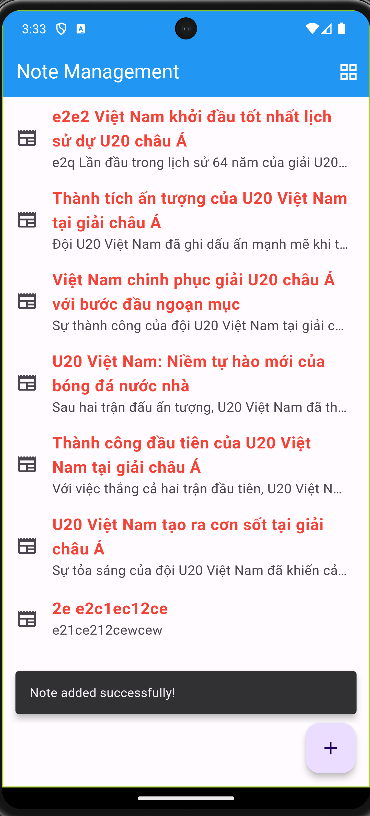 3:33
Note Management
e2e2 Việt Nam khởi đầu tốt nhất lịch
sử dự U20 châu Á
e2q Lần đầu trong lịch sử 64 năm của giải U20...
Thành tích ấn tượng của U20 Việt Nam
tại giải châu Á
Đội U20 Việt Nam đã ghi dấu ấn mạnh mẽ khi t...
Việt Nam chinh phục giải U20 châu Á
với bước đầu ngoạn mục
Sự thành công của đội U20 Việt Nam tại giải c...
U20 Việt Nam: Niềm tự hào mới của
bóng đá nước nhà
Sau hai trận đấu ấn tượng, U20 Việt Nam đã th...
Thành công đầu tiên của U20 Việt
Nam tại giải châu Á
Với việc thắng cả hai trận đầu tiên, U20 Việt N...
U20 Việt Nam tạo ra cơn sốt tại giải
châu Á
Sự tỏa sáng của đội U20 Việt Nam đã khiến cả...
2e e2c1ec12ce
e21ce212cewcew
Note added successfully!